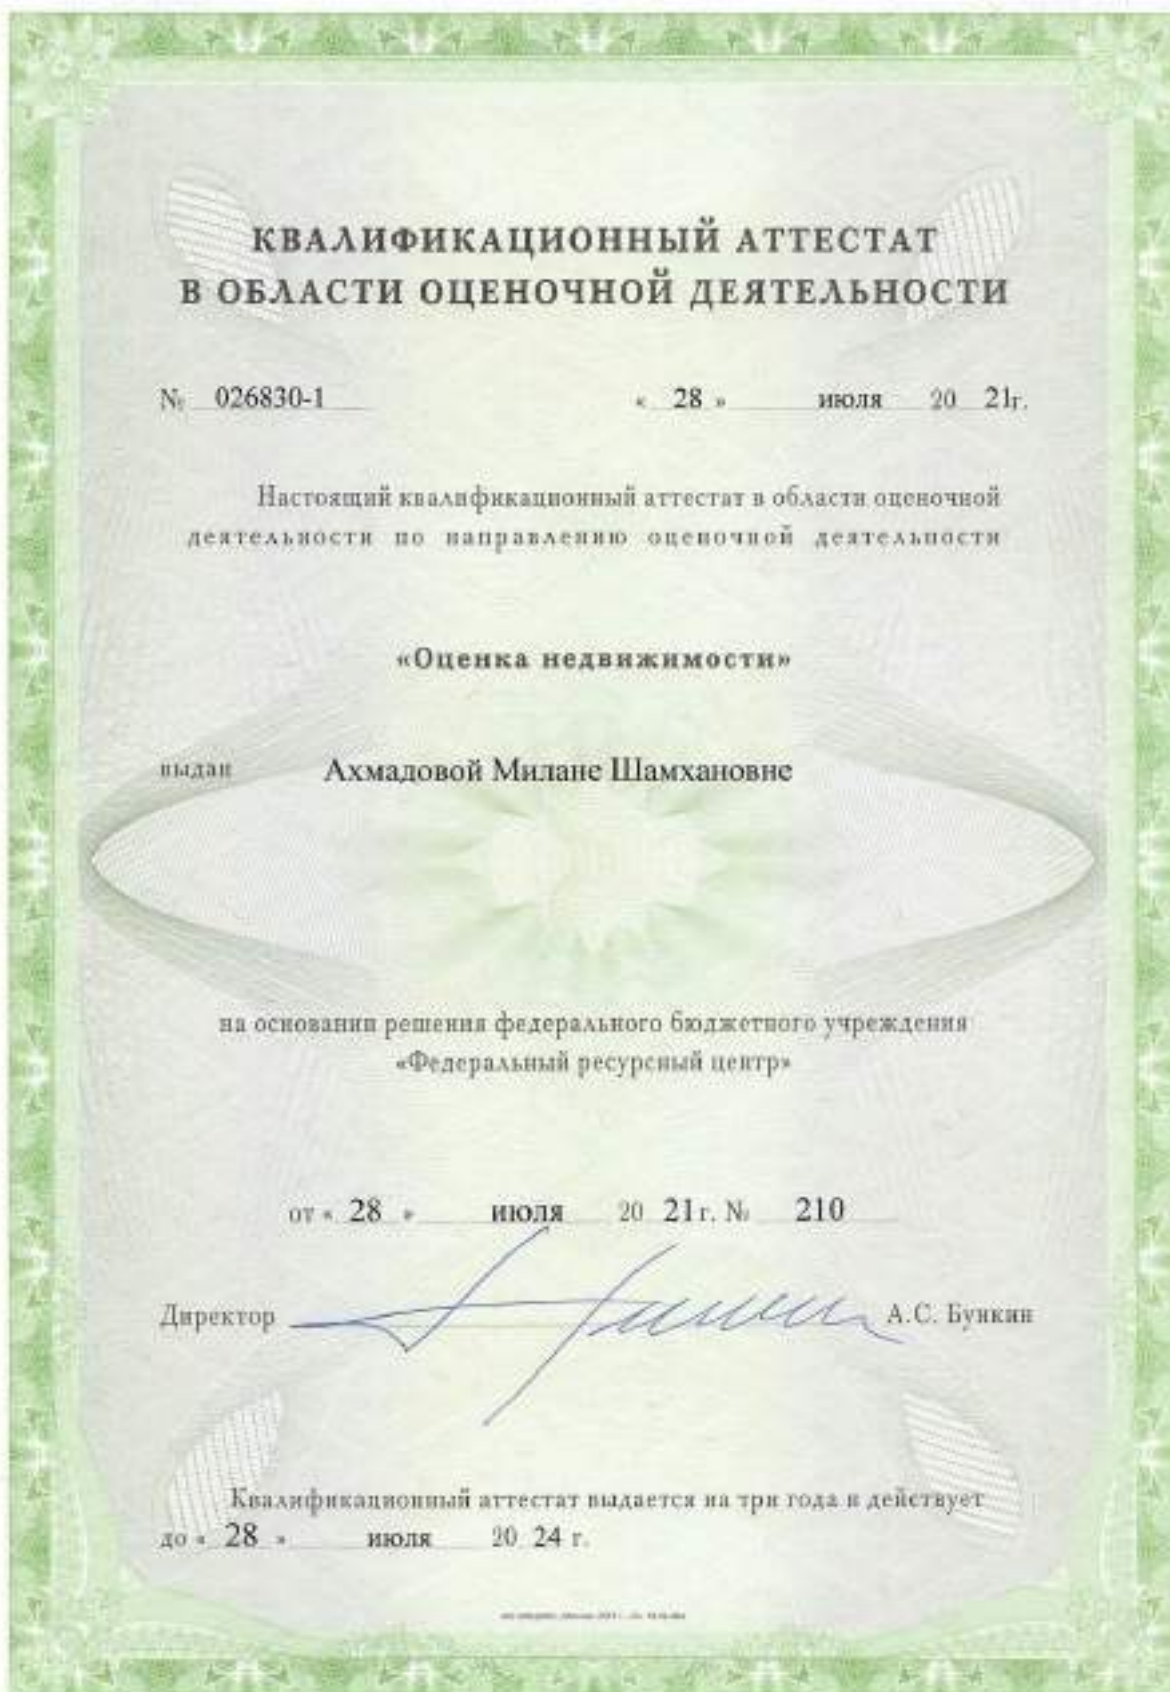 КВАЛИФИКАЦИОННЫЙ АТТЕСТАТ
В ОБЛАСТИ ОЦЕНОЧНОЙ ДЕЯТЕЛЬНОСТИ
№ 026830-1 « 28 » июля 20 21г.
Настоящий квалификационный аттестат в области оценочной
деятельности по направлению оценочной деятельности
«Оценка недвижимости»
выдан Ахмадовой Милане Шамхановне
на основании решения федерального бюджетного учреждения
«Федеральный ресурсный центр»
от « 28 » июля 20 21 г. № 210
Директор А.С. Бункин
Квалификационный аттестат выдается на три года и действует
до « 28 » июля 20 24 г.